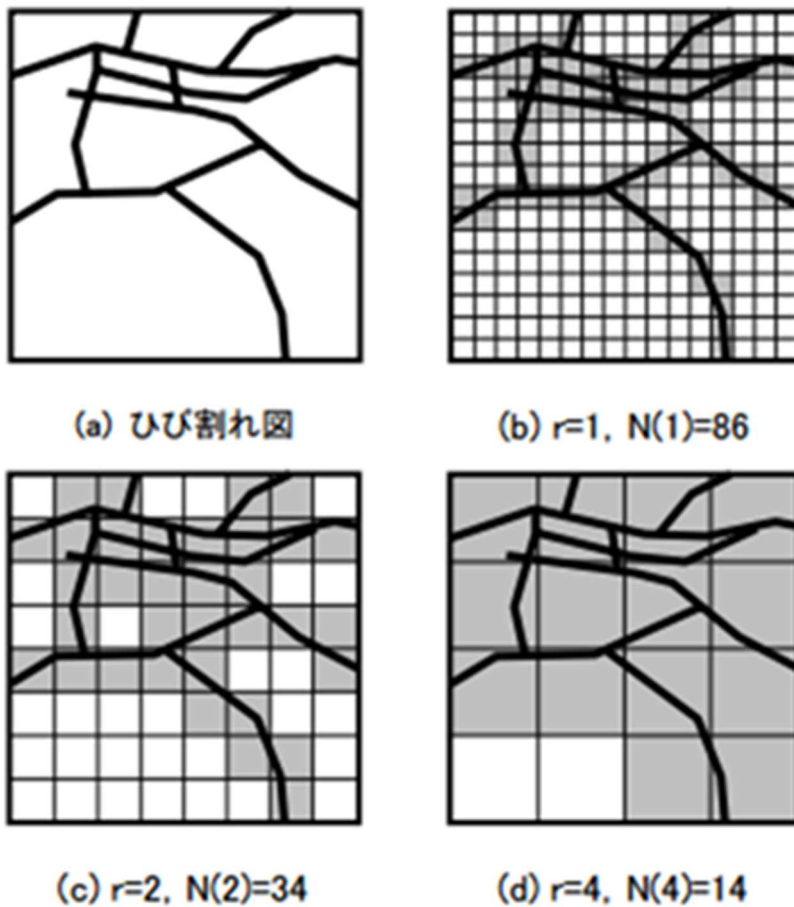 (a) ひび割れ図
(b) r=1, N(1)=86
(c) r=2, N(2)=34
(d) r=4, N(4)=14